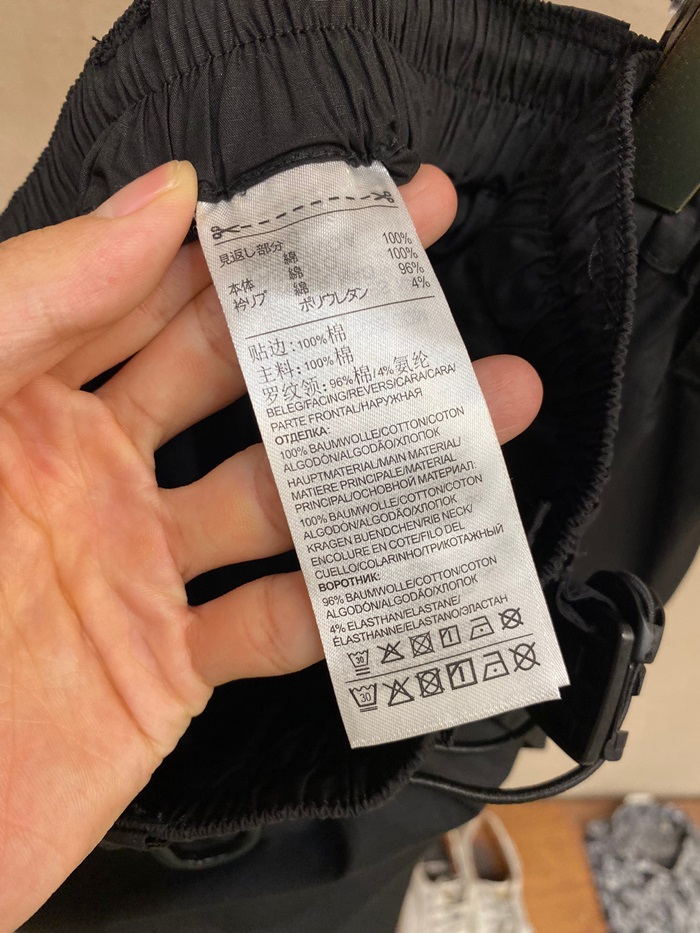 見返し部分
綿 100%
本体 綿 100%
衿リブ 綿 96%
ポリウレタン 4%
贴边: 100%棉
主料: 100%棉
罗纹领: 96%棉/4%氨纶
BELEG/FACING/REVERS/CARA/CARA/
PARTE FRONTAL/НАРУЖНАЯ
ОТДЕЛКА:
100% BAUMWOLLE/COTTON/COTON
ALGODÓN/ALGODÃO/ХЛОПОК
HAUPTMATERIAL/MAIN MATERIAL/
MATIERE PRINCIPALE/MATERIAL
PRINCIPAL/ОСНОВНОЙ МАТЕРИАЛ:
100% BAUMWOLLE/COTTON/COTON
ALGODÓN/ALGODÃO/ХЛОПОК
KRAGEN BUENDCHEN/RIB NECK/
ENCOLURE EN COTE/FILO DEL
CUELLO/COLARINHO/ТРИКОТАЖНЫЙ
ВОРОТНИК:
96% BAUMWOLLE/COTTON/COTON
ALGODÓN/ALGODÃO/ХЛОПОК
4% ELASTHAN/ELASTANE/
ÉLASTHANNE/ELASTANO/ЭЛАСТАН
30
30